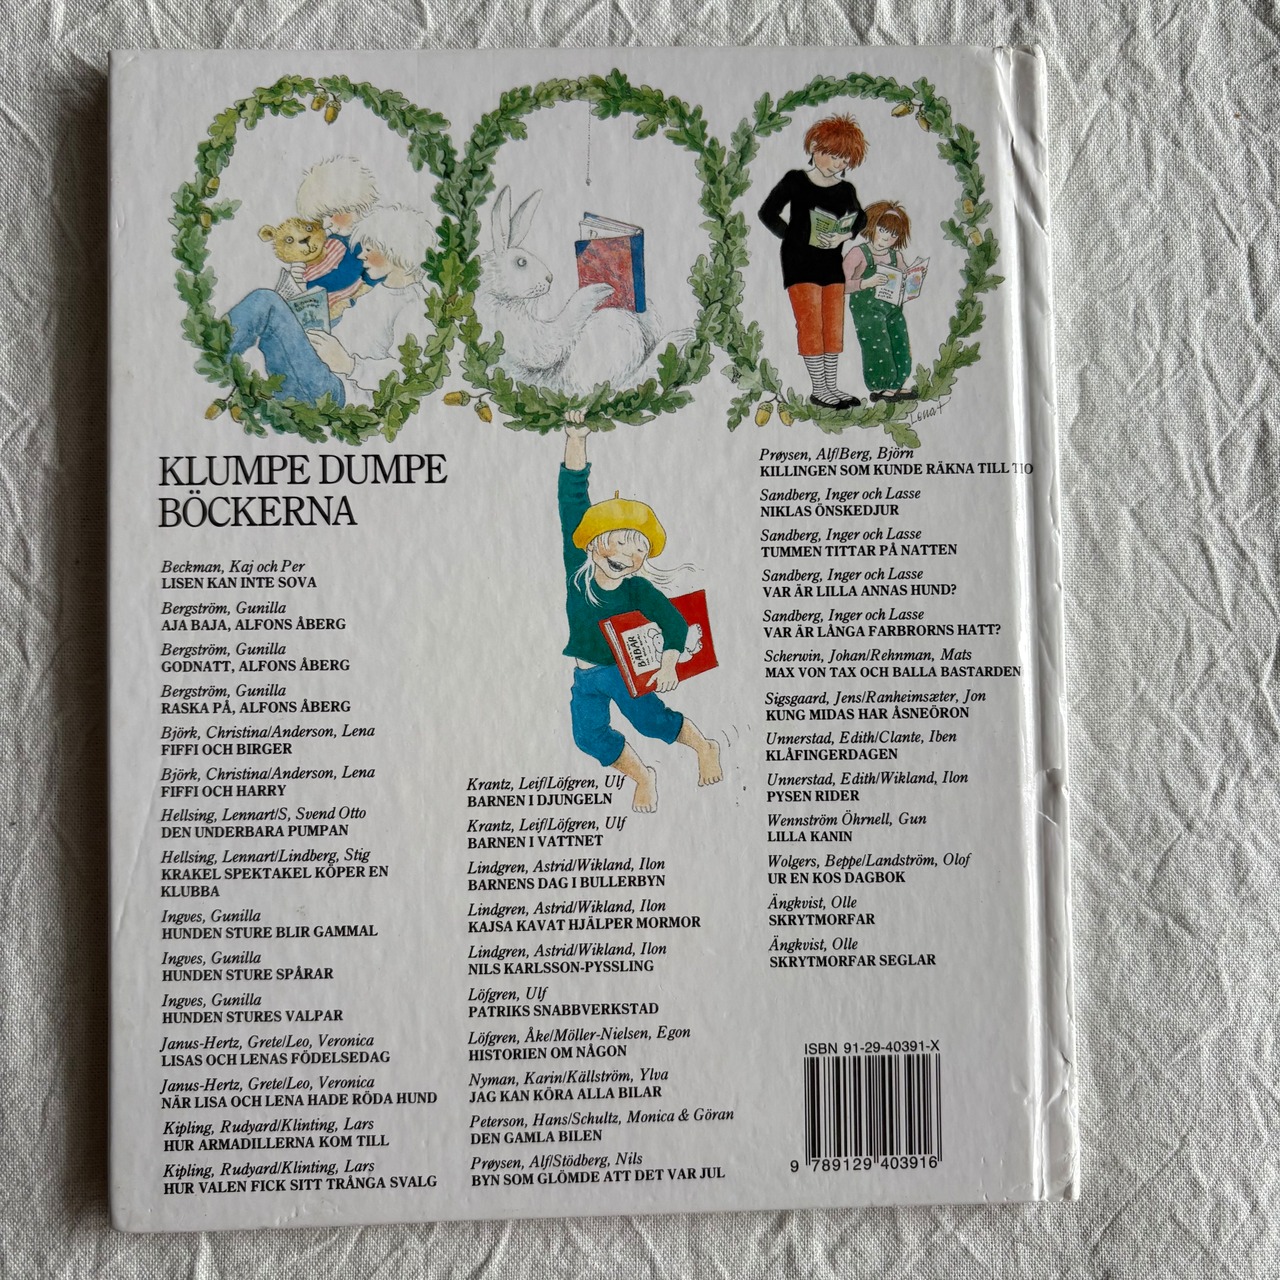 KLUMPE DUMPE
BÖCKERNA
Beckman, Kaj och Per
LISEN KAN INTE SOVA
Bergström, Gunilla
AJA BAJA, ALFONS ÅBERG
Bergström, Gunilla
GODNATT, ALFONS ÅBERG
Bergström, Gunilla
RASKA PÅ, ALFONS ÅBERG
Björk, Christina/Anderson, Lena
FIFFI OCH BIRGER
Björk, Christina/Anderson, Lena
FIFFI OCH HARRY
Hellsing, Lennart/S, Svend Otto
DEN UNDERBARA PUMPAN
Hellsing, Lennart/Lindberg, Stig
KRAKEL SPEKTAKEL KÖPER EN
KLUBBA
Ingves, Gunilla
HUNDEN STURE BLIR GAMMAL
Ingves, Gunilla
HUNDEN STURE SPÅRAR
Ingves, Gunilla
HUNDEN STURES VALPAR
Janus-Hertz, Grete/Leo, Veronica
LISAS OCH LENAS FÖDELSEDAG
Janus-Hertz, Grete/Leo, Veronica
NÄR LISA OCH LENA HADE RÖDA HUND
Kipling, Rudyard/Klinting, Lars
HUR ARMADILLERNA KOM TILL
Kipling, Rudyard/Klinting, Lars
HUR VALEN FICK SITT TRÅNGA SVALG
BABAR
Krantz, Leif/Löfgren, Ulf
BARNEN I DJUNGELN
Krantz, Leif/Löfgren, Ulf
BARNEN I VATTNET
Lindgren, Astrid/Wikland, Ilon
BARNENS DAG I BULLERBYN
Lindgren, Astrid/Wikland, Ilon
KAJSA KAVAT HJÄLPER MORMOR
Lindgren, Astrid/Wikland, Ilon
NILS KARLSSON-PYSSLING
Löfgren, Ulf
PATRIKS SNABBVERKSTAD
Löfgren, Åke/Möller-Nielsen, Egon
HISTORIEN OM NÅGON
Nyman, Karin/Källström, Ylva
JAG KAN KÖRA ALLA BILAR
Peterson, Hans/Schultz, Monica & Göran
DEN GAMLA BILEN
Prøysen, Alf/Stödberg, Nils
BYN SOM GLÖMDE ATT DET VAR JUL
Lena
Prøysen, Alf/Berg, Björn
KILLINGEN SOM KUNDE RÄKNA TILL TIO
Sandberg, Inger och Lasse
NIKLAS ÖNSKEDJUR
Sandberg, Inger och Lasse
TUMMEN TITTAR PÅ NATTEN
Sandberg, Inger och Lasse
VAR ÄR LILLA ANNAS HUND?
Sandberg, Inger och Lasse
VAR ÄR LÅNGA FARBRORNS HATT?
Scherwin, Johan/Rehnman, Mats
MAX VON TAX OCH BALLA BASTARDEN
Sigsgaard, Jens/Ranheimsæter, Jon
KUNG MIDAS HAR ÅSNEÖRON
Unnerstad, Edith/Clante, Iben
KLÅFINGERDAGEN
Unnerstad, Edith/Wikland, Ilon
PYSEN RIDER
Wennström Öhrnell, Gun
LILLA KANIN
Wolgers, Beppe/Landström, Olof
UR EN KOS DAGBOK
Ängkvist, Olle
SKRYTMORFAR
Ängkvist, Olle
SKRYTMORFAR SEGLAR
ISBN 91-29-40391-X
9 789129 403916